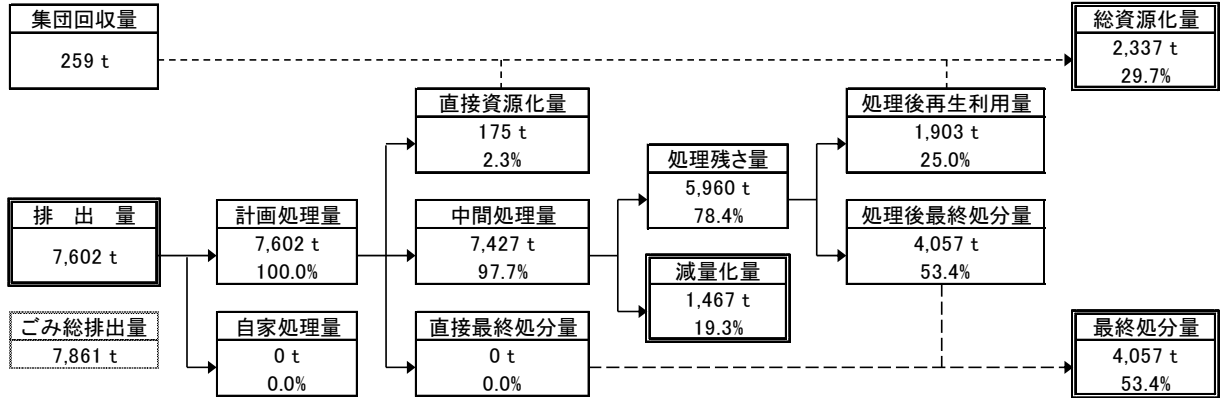 集団回収量
259 t
総資源化量
2,337 t
29.7%
直接資源化量
175 t
2.3%
処理後再生利用量
1,903 t
25.0%
処理残さ量
5,960 t
78.4%
排 出 量
7,602 t
計画処理量
7,602 t
100.0%
中間処理量
7,427 t
97.7%
処理後最終処分量
4,057 t
53.4%
減量化量
1,467 t
19.3%
ごみ総排出量
7,861 t
自家処理量
0 t
0.0%
直接最終処分量
0 t
0.0%
最終処分量
4,057 t
53.4%